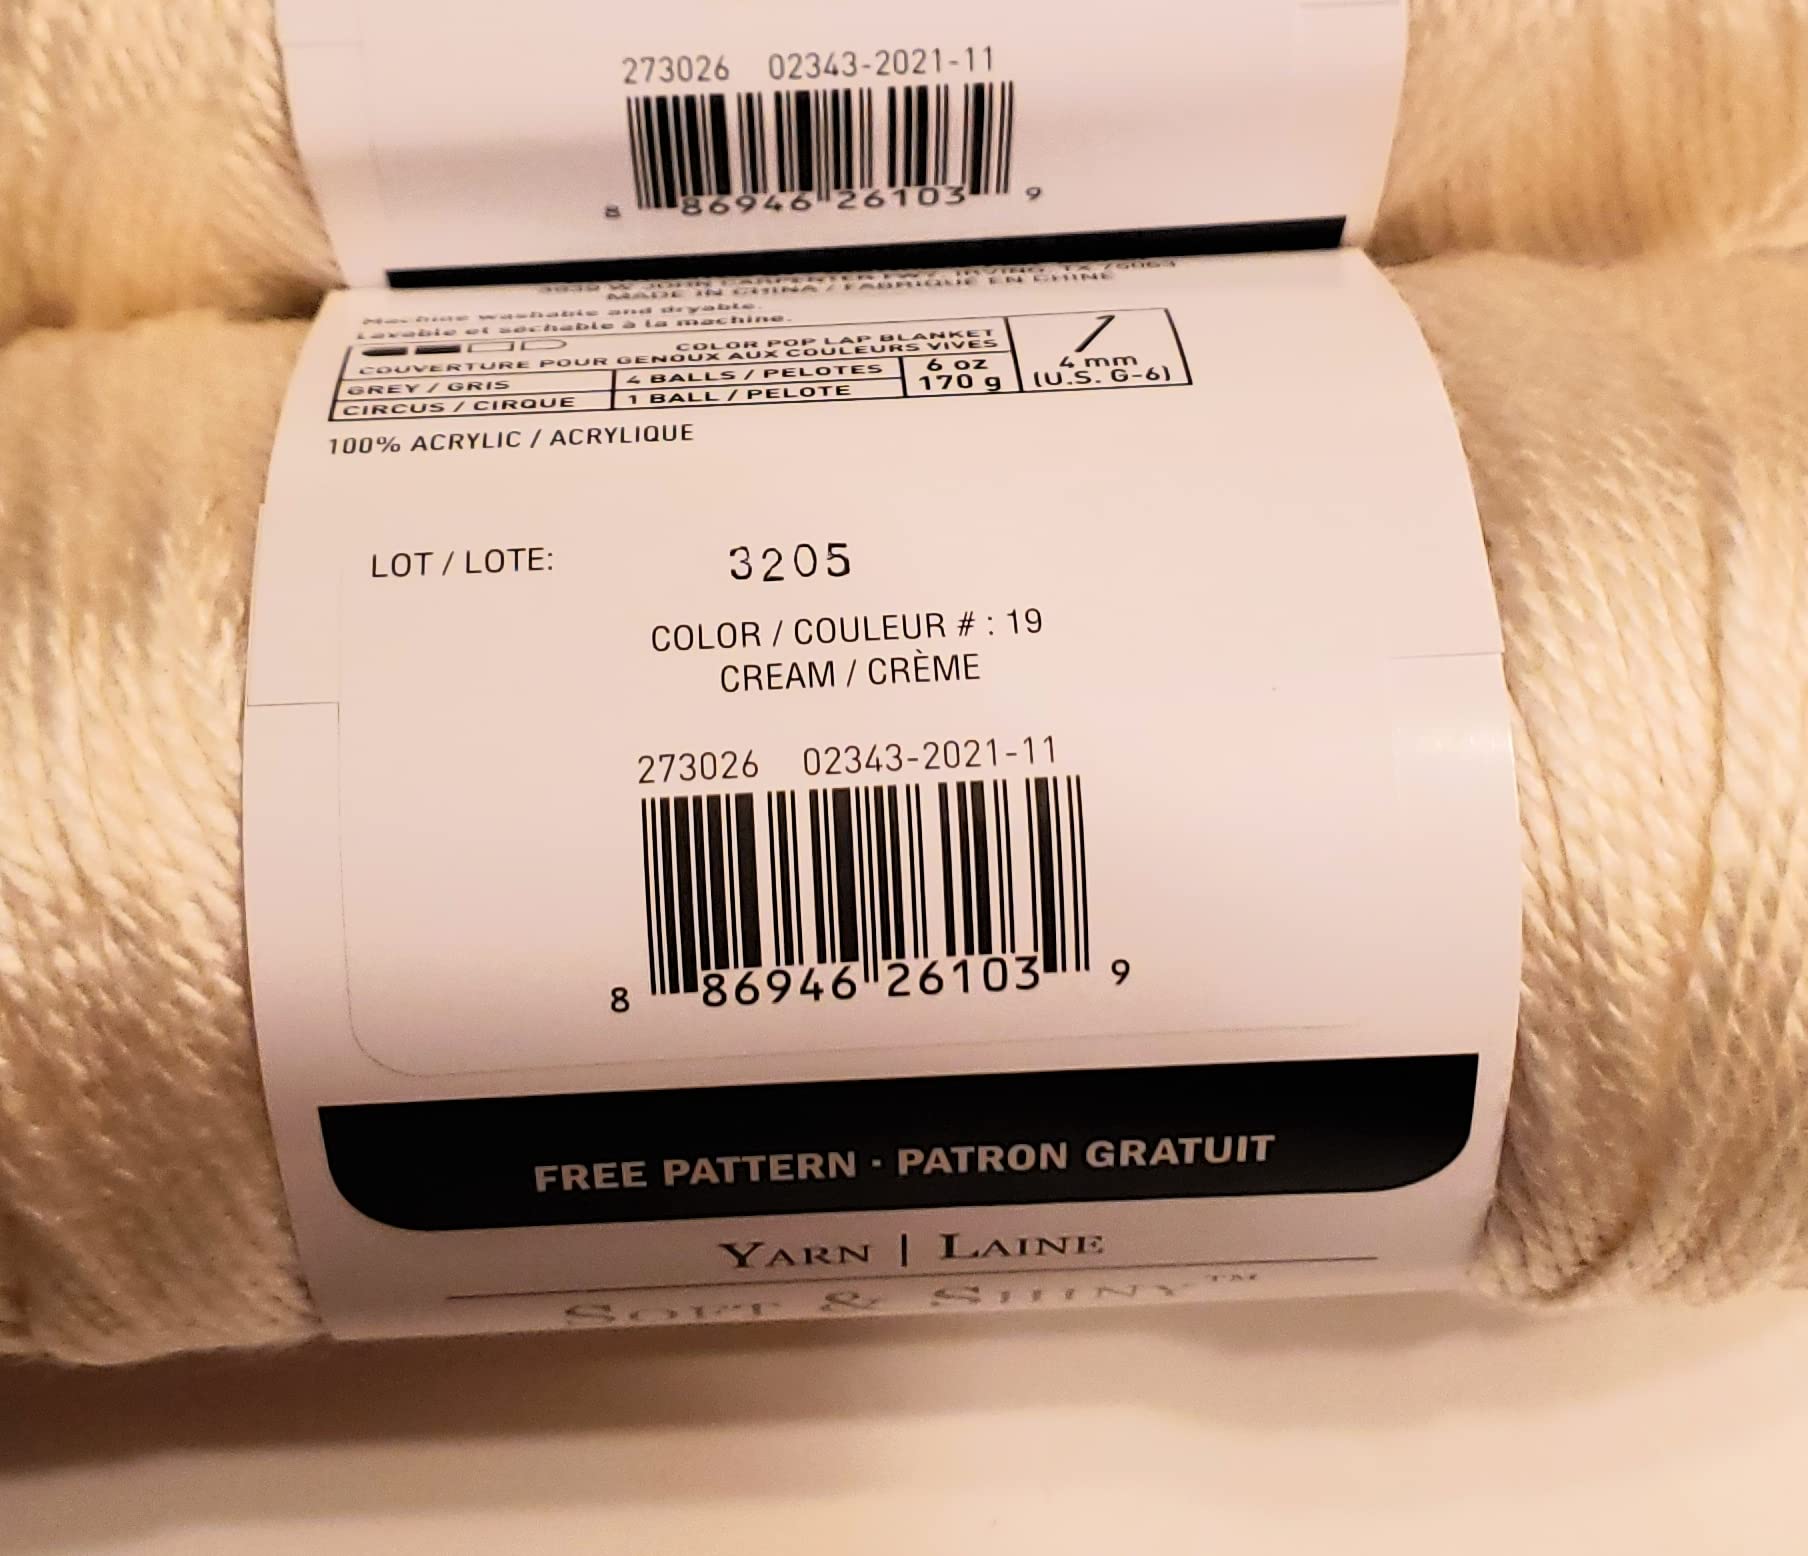 273026 02343-2021-11
8 86946 26103 9
MADE IN CHINA / FABRIQUÉ EN CHINE
Machine washable and dryable.
Lavable et séchable à la machine.
COLOR POP LAP BLANKET
COUVERTURE POUR GENOUX AUX COULEURS VIVES
GREY / GRIS 4 BALLS / PELOTES 6 oz 4 mm
CIRCUS / CIRQUE 1 BALL / PELOTE 170 g (U.S. G-6)
100% ACRYLIC / ACRYLIQUE
LOT / LOTE: 3205
COLOR / COULEUR # : 19
CREAM / CRÈME
273026 02343-2021-11
8 86946 26103 9
FREE PATTERN · PATRON GRATUIT
YARN | LAINE
SOFT & SHINY™